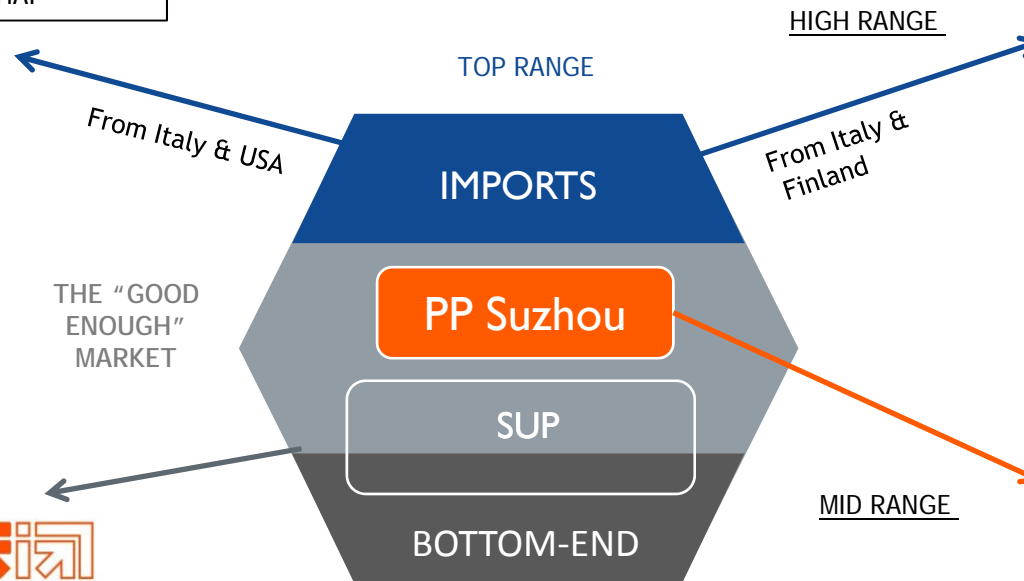 HIGH RANGE
TOP RANGE
From Italy & USA
From Italy &
Finland
IMPORTS
THE “GOOD
ENOUGH”
MARKET
PP Suzhou
SUP
MID RANGE
BOTTOM-END